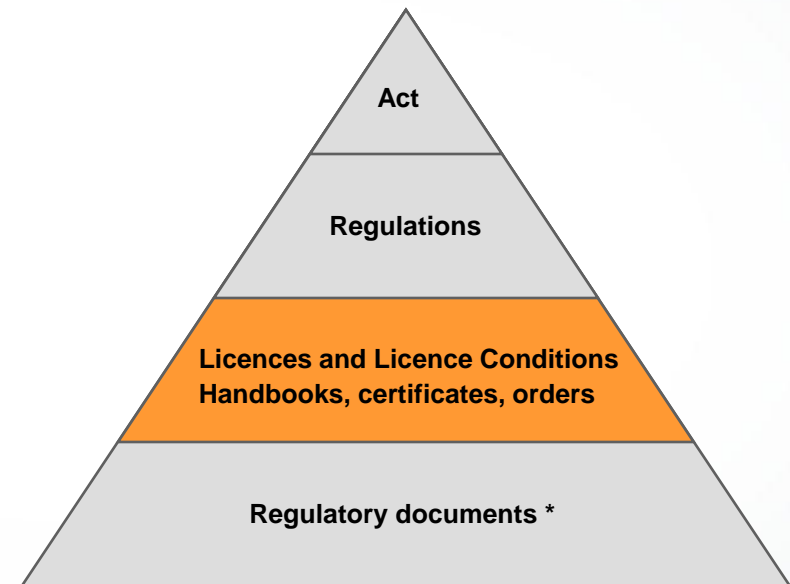 Act
Regulations
Licences and Licence Conditions
Handbooks, certificates, orders
Regulatory documents *